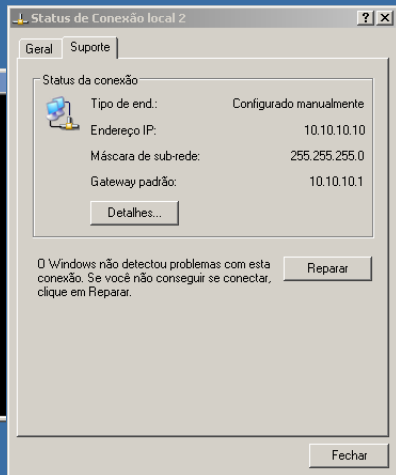 Status de Conexão local 2
Geral
Suporte
Status da conexão
Tipo de end.: Configurado manualmente
Endereço IP: 10.10.10.10
Máscara de sub-rede: 255.255.255.0
Gateway padrão: 10.10.10.1
Detalhes...
O Windows não detectou problemas com esta
conexão. Se você não conseguir se conectar,
clique em Reparar.
Reparar
Fechar